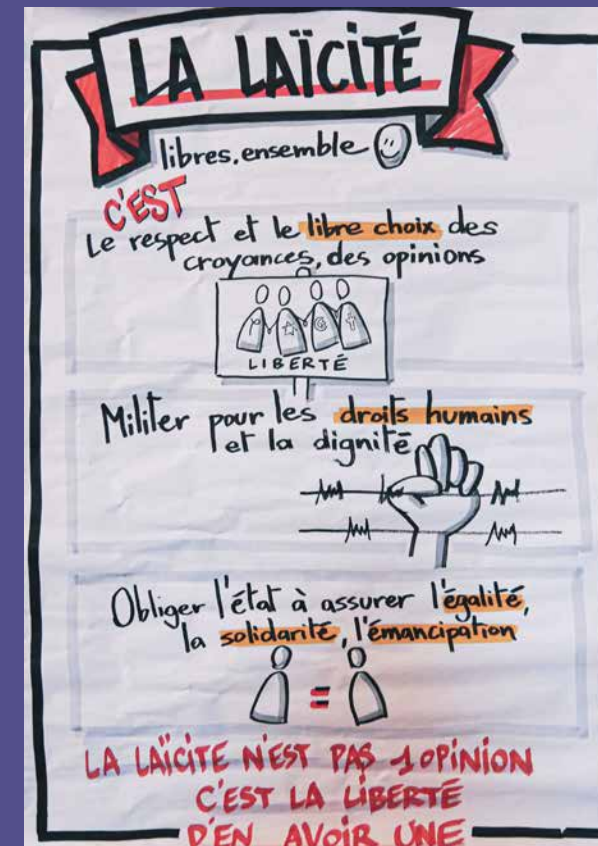 LA LAÏCITÉ
libres.ensemble
C'EST
Le respect et le libre choix des
croyances, des opinions
LIBERTÉ
Militer pour les droits humains
et la dignité
Obliger l'état à assurer l'égalité,
la solidarité, l'émancipation
=
LA LAÏCITE N'EST PAS 1 OPINION
C'EST LA LIBERTÉ
D'EN AVOIR UNE